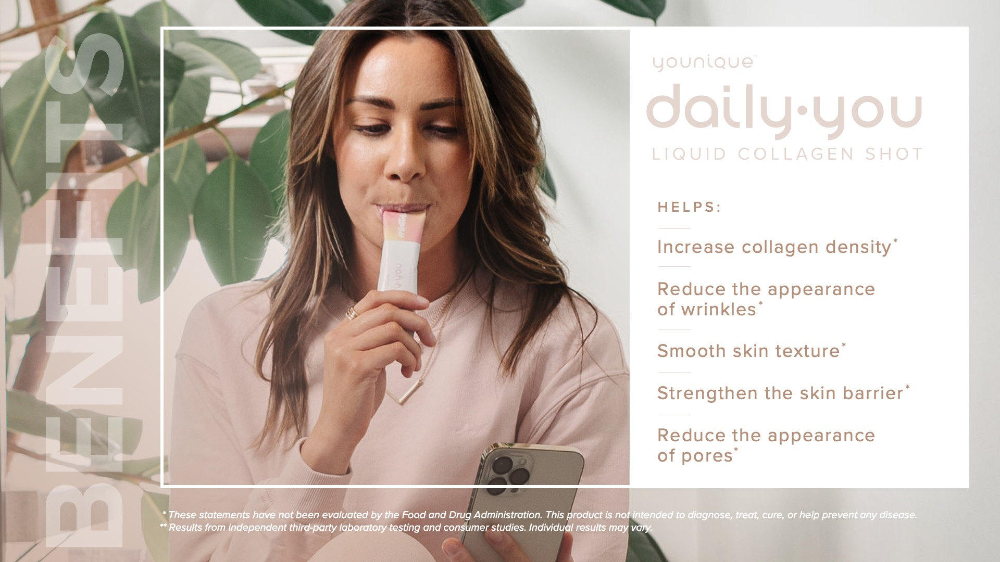 BENEFITS
younique™
daily·you
LIQUID COLLAGEN SHOT
HELPS:
Increase collagen density*
Reduce the appearance
of wrinkles*
Smooth skin texture*
Strengthen the skin barrier*
Reduce the appearance
of pores*
* These statements have not been evaluated by the Food and Drug Administration. This product is not intended to diagnose, treat, cure, or help prevent any disease.
** Results from independent third-party laboratory testing and consumer studies. Individual results may vary.